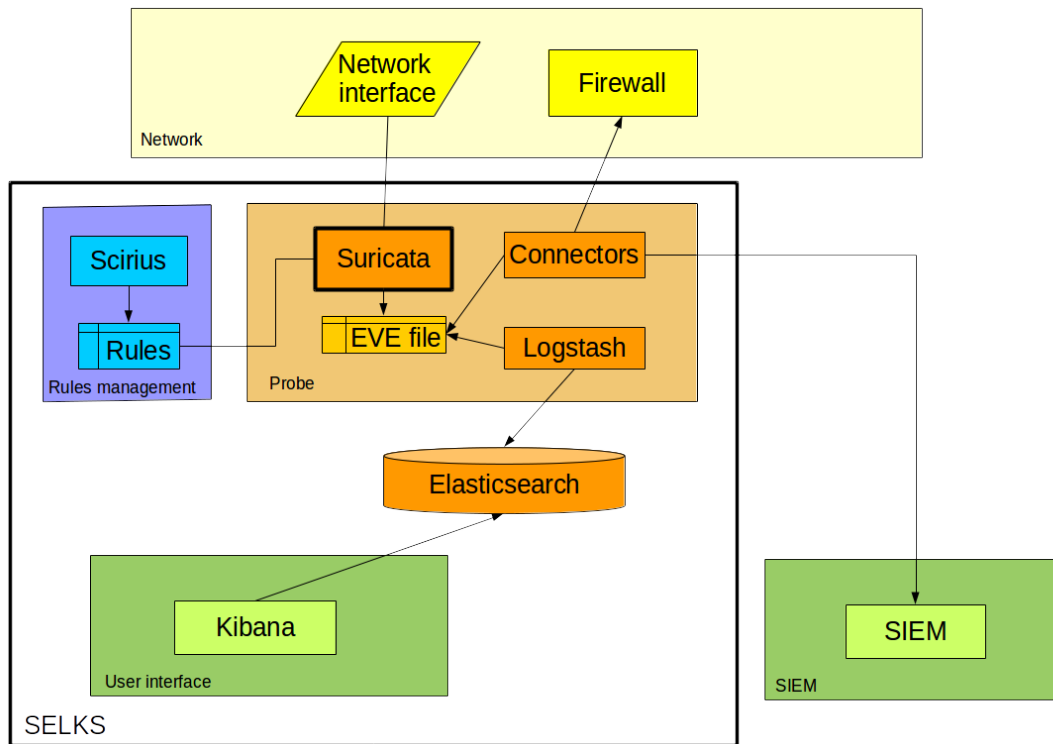 Network
interface
Firewall
Network
Scirius
Suricata
Connectors
Rules
EVE file
Logstash
Rules management
Probe
Elasticsearch
Kibana
SIEM
User interface
SIEM
SELKS